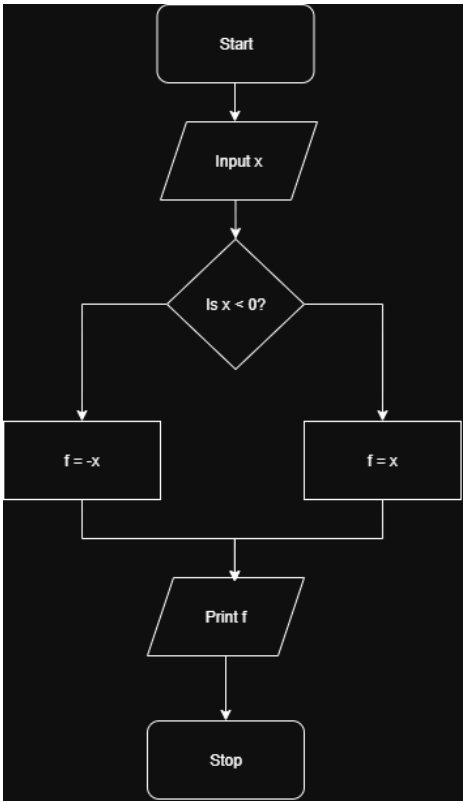 Start
Input x
Is x < 0?
f = -x
f = x
Print f
Stop